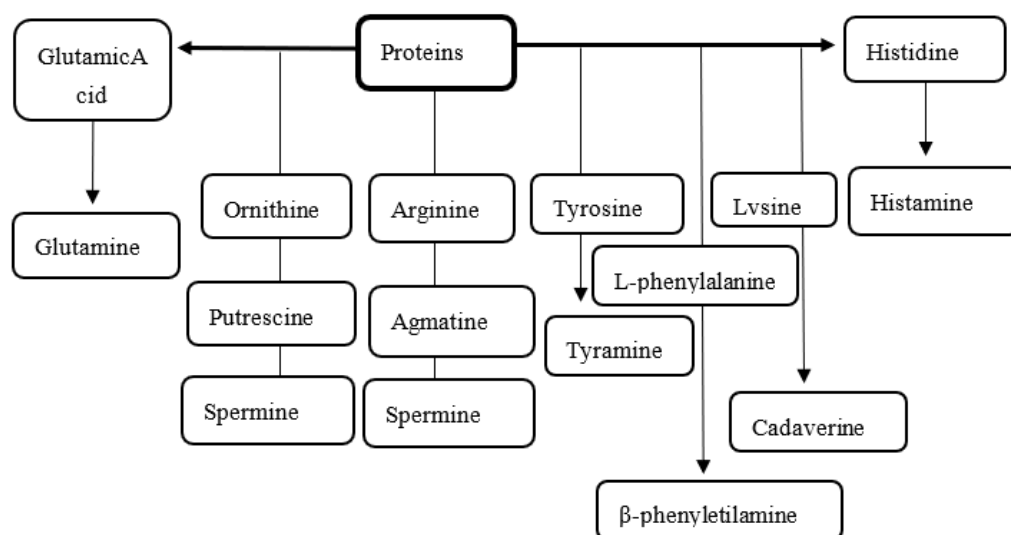 GlutamicA
cid
Proteins
Histidine
Ornithine
Arginine
Tyrosine
Lvsine
Histamine
Glutamine
L-phenylalanine
Putrescine
Agmatine
Tyramine
Spermine
Spermine
Cadaverine
β-phenyletilamine